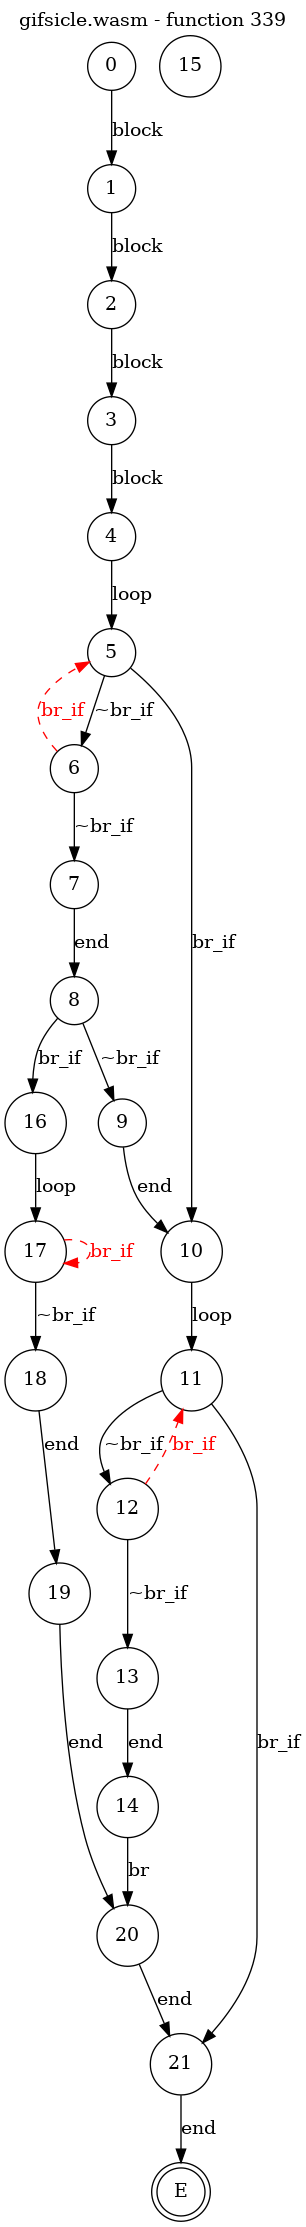 gifsicle.wasm - function 339
0 15
block
1
block
2
block
3
block
4
loop
5
br_if ~br_if
6
~br_if
7
br_if
end
8
br_if ~br_if
16 9
loop end
17 br_if 10
~br_if loop
18 11
end ~br_if br_if
12
~br_if
19
13
end end br_if
14
br
20
end
21
end
E